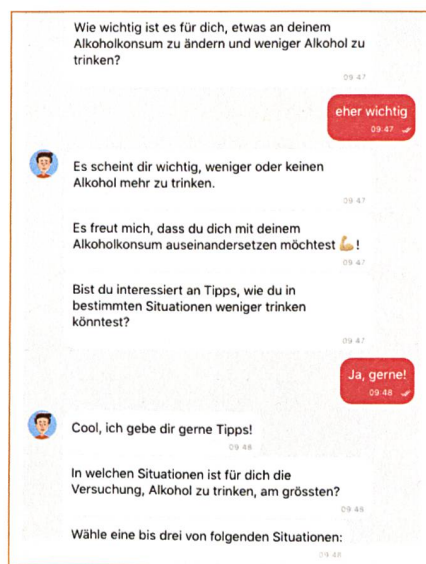 Wie wichtig ist es für dich, etwas an deinem
Alkoholkonsum zu ändern und weniger Alkohol zu
trinken?
09:47
eher wichtig
09:47
Es scheint dir wichtig, weniger oder keinen
Alkohol mehr zu trinken.
09:47
Es freut mich, dass du dich mit deinem
Alkoholkonsum auseinandersetzen möchtest 💪!
09:47
Bist du interessiert an Tipps, wie du in
bestimmten Situationen weniger trinken
könntest?
09:47
Ja, gerne!
09:48
Cool, ich gebe dir gerne Tipps!
09:48
In welchen Situationen ist für dich die
Versuchung, Alkohol zu trinken, am grössten?
09:48
Wähle eine bis drei von folgenden Situationen:
09:48